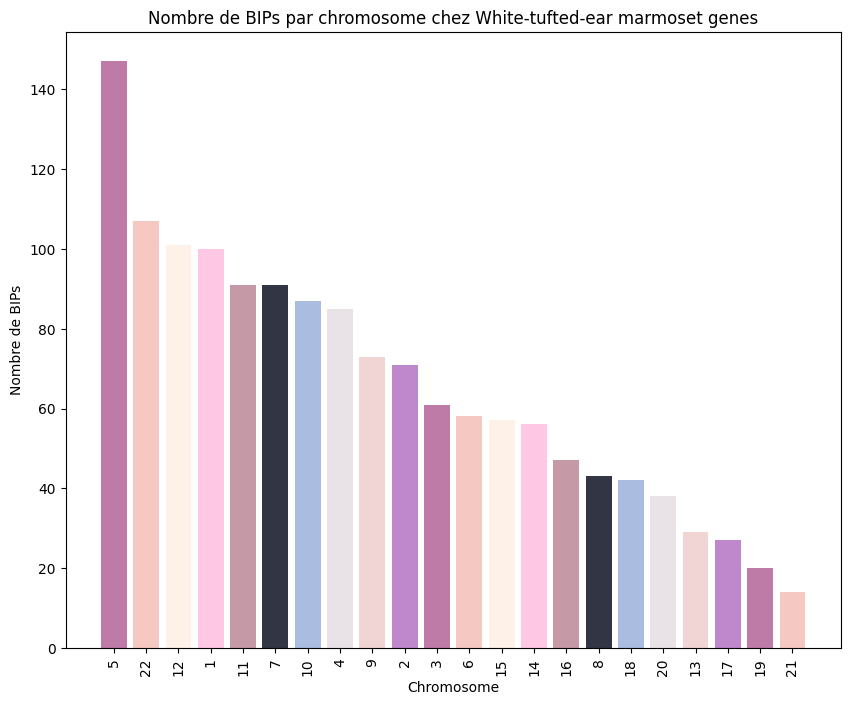 Nombre de BIPs par chromosome chez White-tufted-ear marmoset genes
Nombre de BIPs
140
120
100
80
60
40
20
0
5 22 12 1 11 7 10 4 9 2 3 6 15 14 16 8 18 20 13 17 19 21
Chromosome